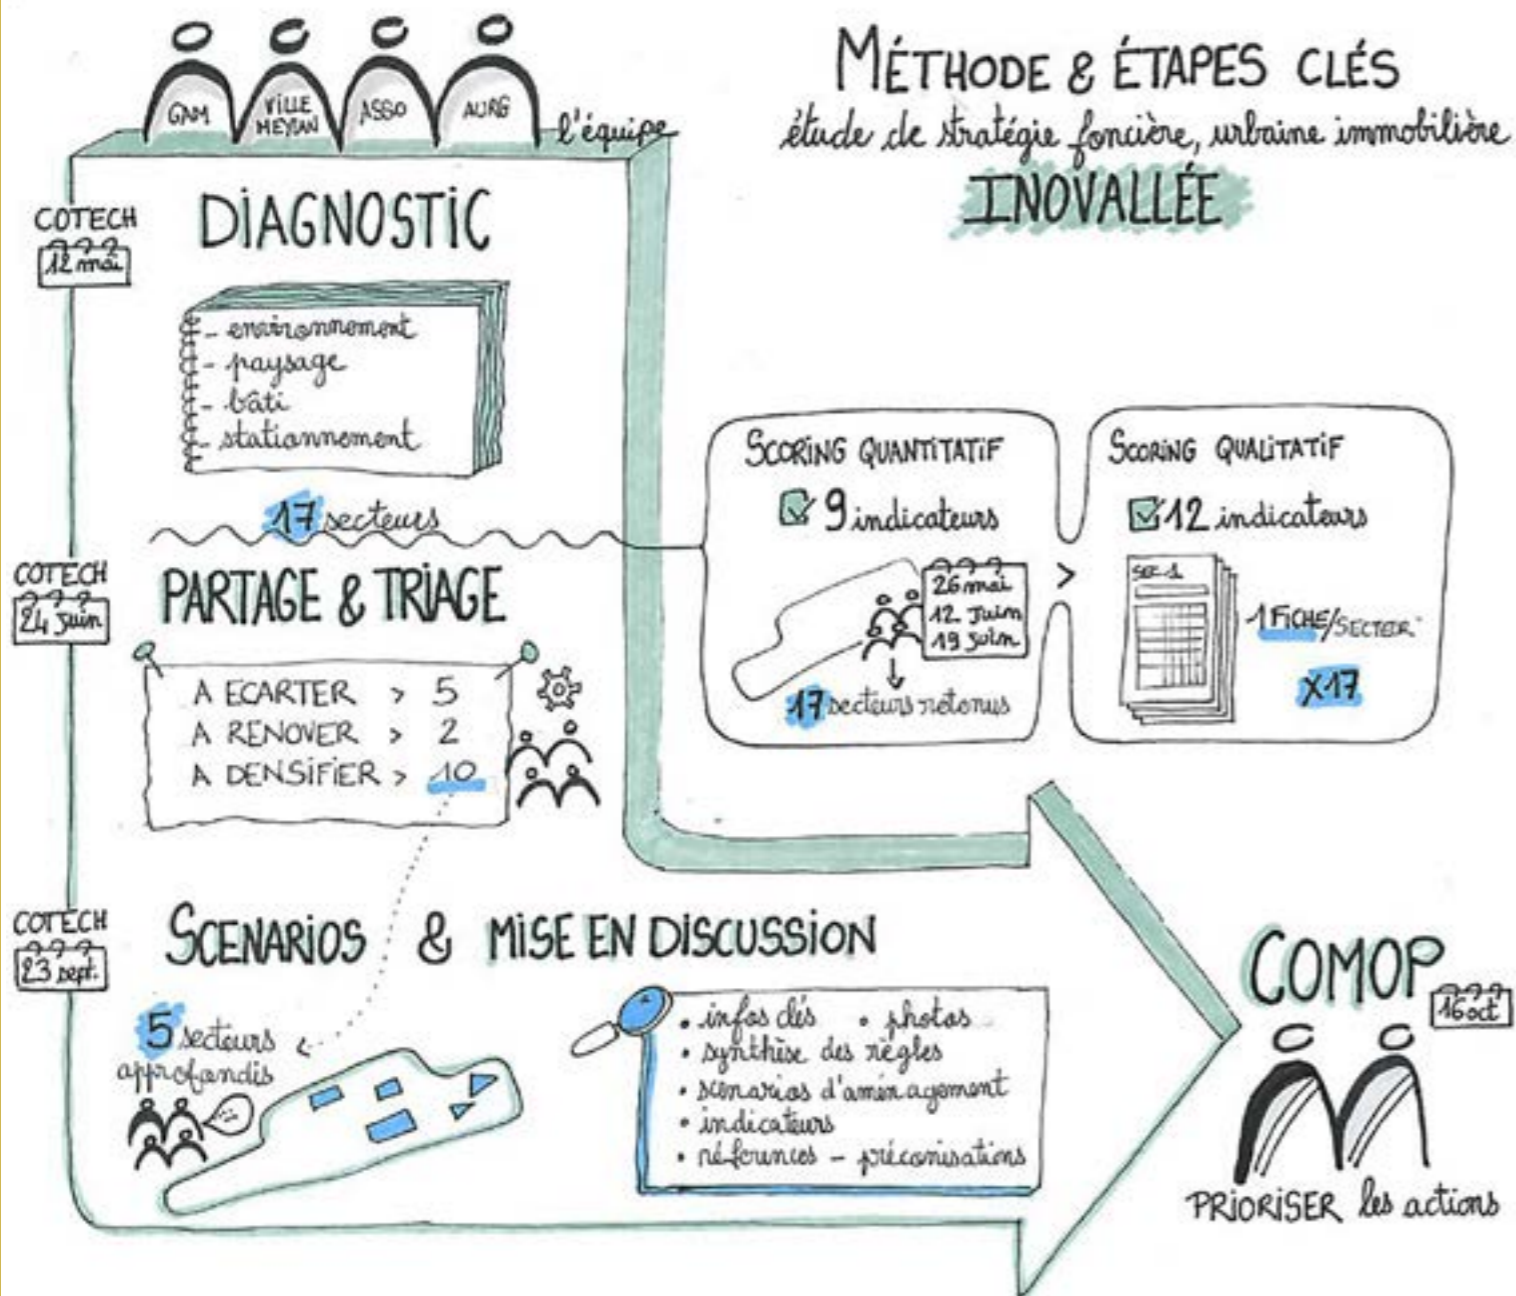 GAM
VILLE
MEYLAN
ASSO
AURG
l'équipe
MÉTHODE & ÉTAPES CLÉS
étude de stratégie foncière, urbaine immobilière
INOVALLÉE
COTECH
12 mai
DIAGNOSTIC
- environnement
- paysage
- bâti
- stationnement
17 secteurs
SCORING QUANTITATIF
9 indicateurs
26 mai
12 Juin
19 juin
17 secteurs retenus
>
SCORING QUALITATIF
12 indicateurs
SEC 1
1 FICHE/SECTEUR
X17
COTECH
24 Juin
PARTAGE & TRIAGE
A ECARTER > 5
A RENOVER > 2
A DENSIFIER > 10
COTECH
23 sept.
SCENARIOS & MISE EN DISCUSSION
5 secteurs
approfondis
• infos clés • photos
• synthèse des règles
• scenarios d'aménagement
• indicateurs
• références - préconisations
COMOP
16 oct
PRIORISER les actions